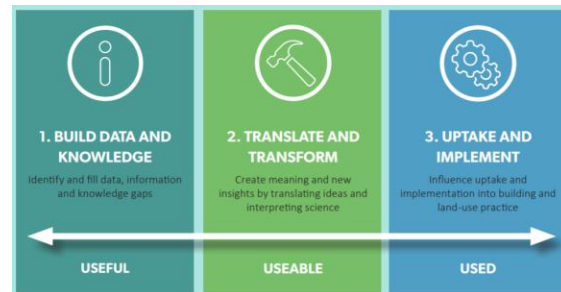 1. BUILD DATA AND
KNOWLEDGE
Identify and fill data, information
and knowledge gaps
USEFUL
2. TRANSLATE AND
TRANSFORM
Create meaning and new
insights by translating ideas and
interpreting science
USEABLE
3. UPTAKE AND
IMPLEMENT
Influence uptake and
implementation into building and
land-use practice
USED